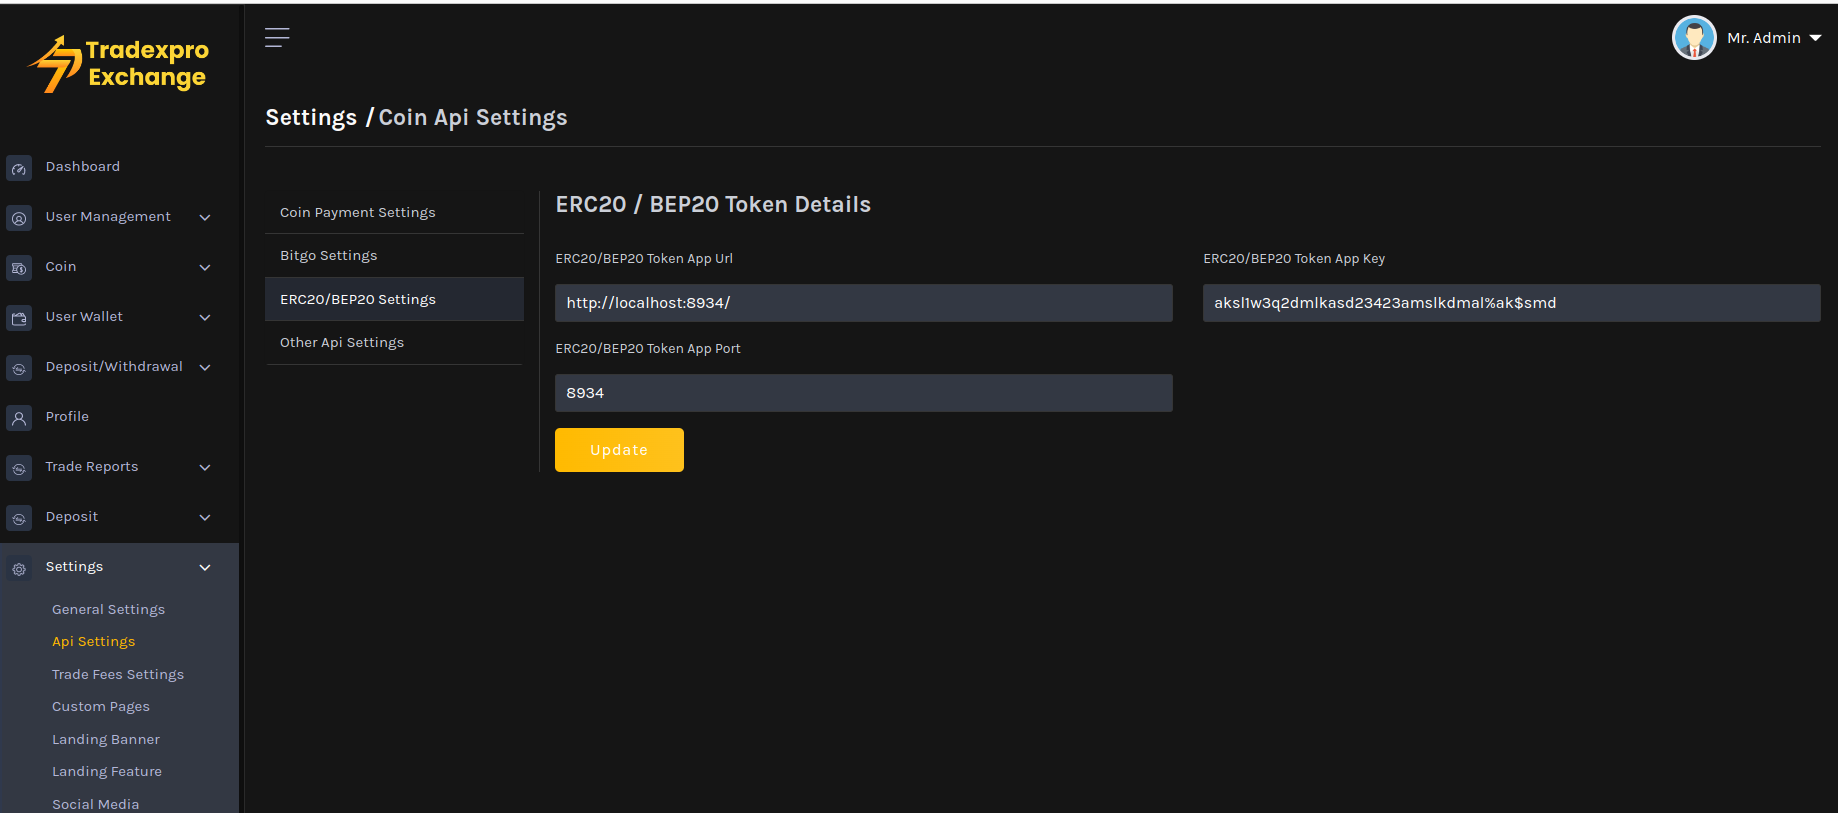 Tradexpro
Exchange
Mr. Admin
Settings / Coin Api Settings
Dashboard
User Management
Coin
User Wallet
Deposit/Withdrawal
Profile
Trade Reports
Deposit
Settings
General Settings
Api Settings
Trade Fees Settings
Custom Pages
Landing Banner
Landing Feature
Social Media
Coin Payment Settings
Bitgo Settings
ERC20/BEP20 Settings
Other Api Settings
ERC20 / BEP20 Token Details
ERC20/BEP20 Token App Url
http://localhost:8934/
ERC20/BEP20 Token App Key
aksl1w3q2dmlkasd23423amslkdmal%ak$smd
ERC20/BEP20 Token App Port
8934
Update